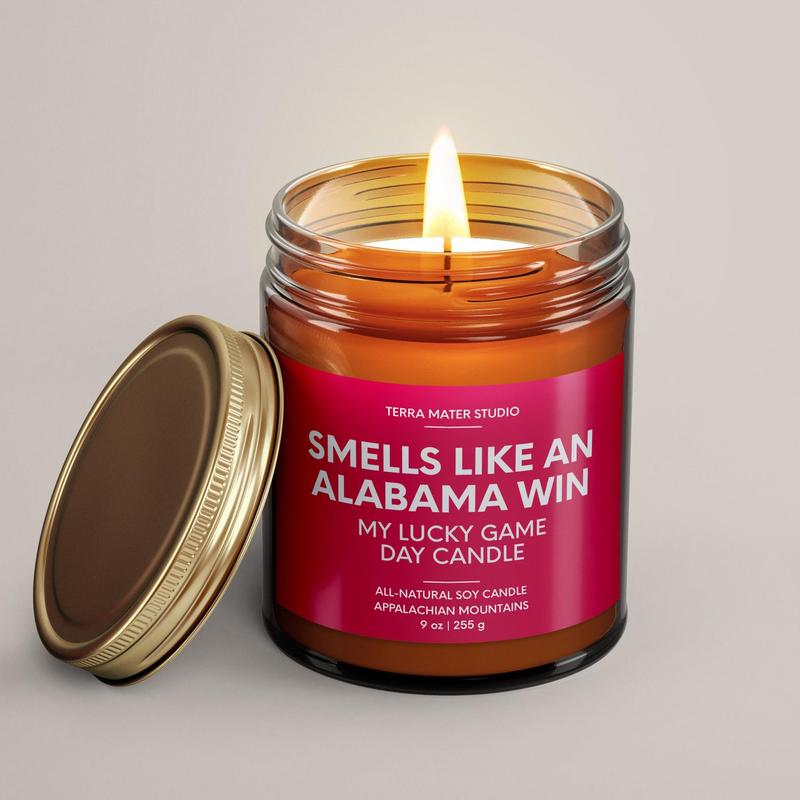 TERRA MATER STUDIO
SMELLS LIKE AN
ALABAMA WIN
MY LUCKY GAME
DAY CANDLE
ALL-NATURAL SOY CANDLE
APPALACHIAN MOUNTAINS
9 oz | 255 g